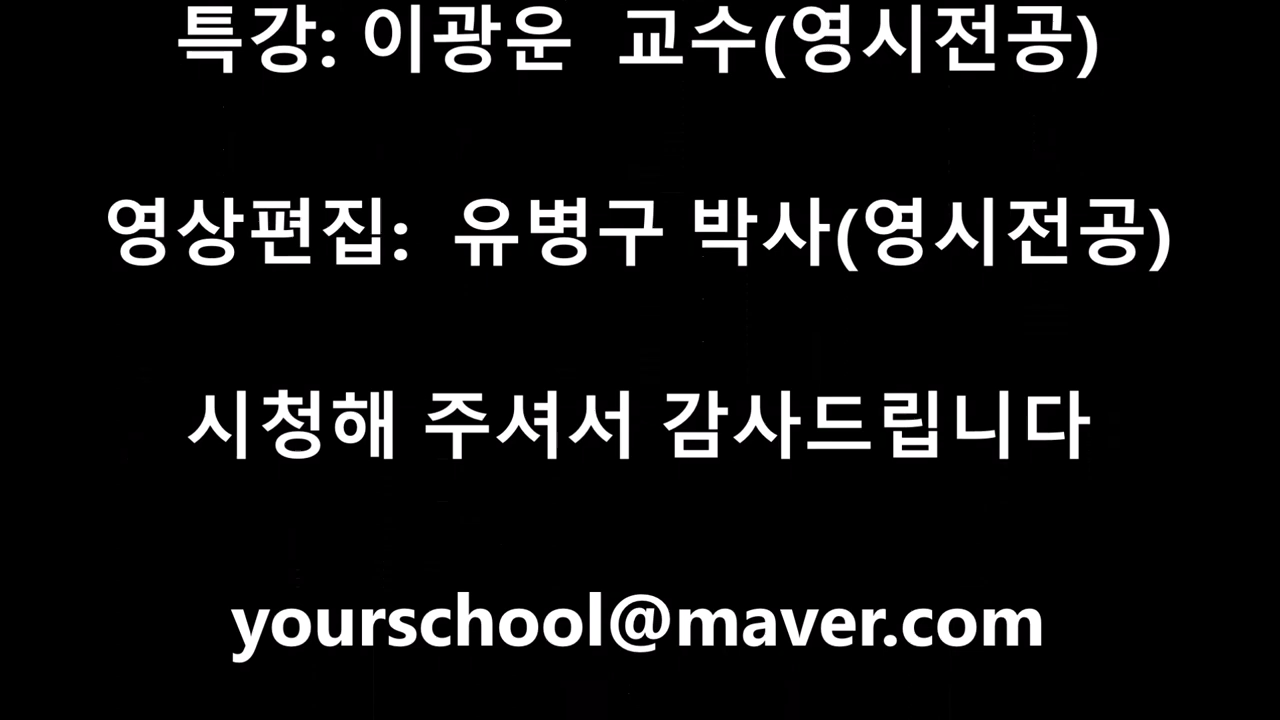 특강: 이광운 교수(영시전공)
영상편집: 유병구 박사(영시전공)
시청해 주셔서 감사드립니다
yourschool@maver.com